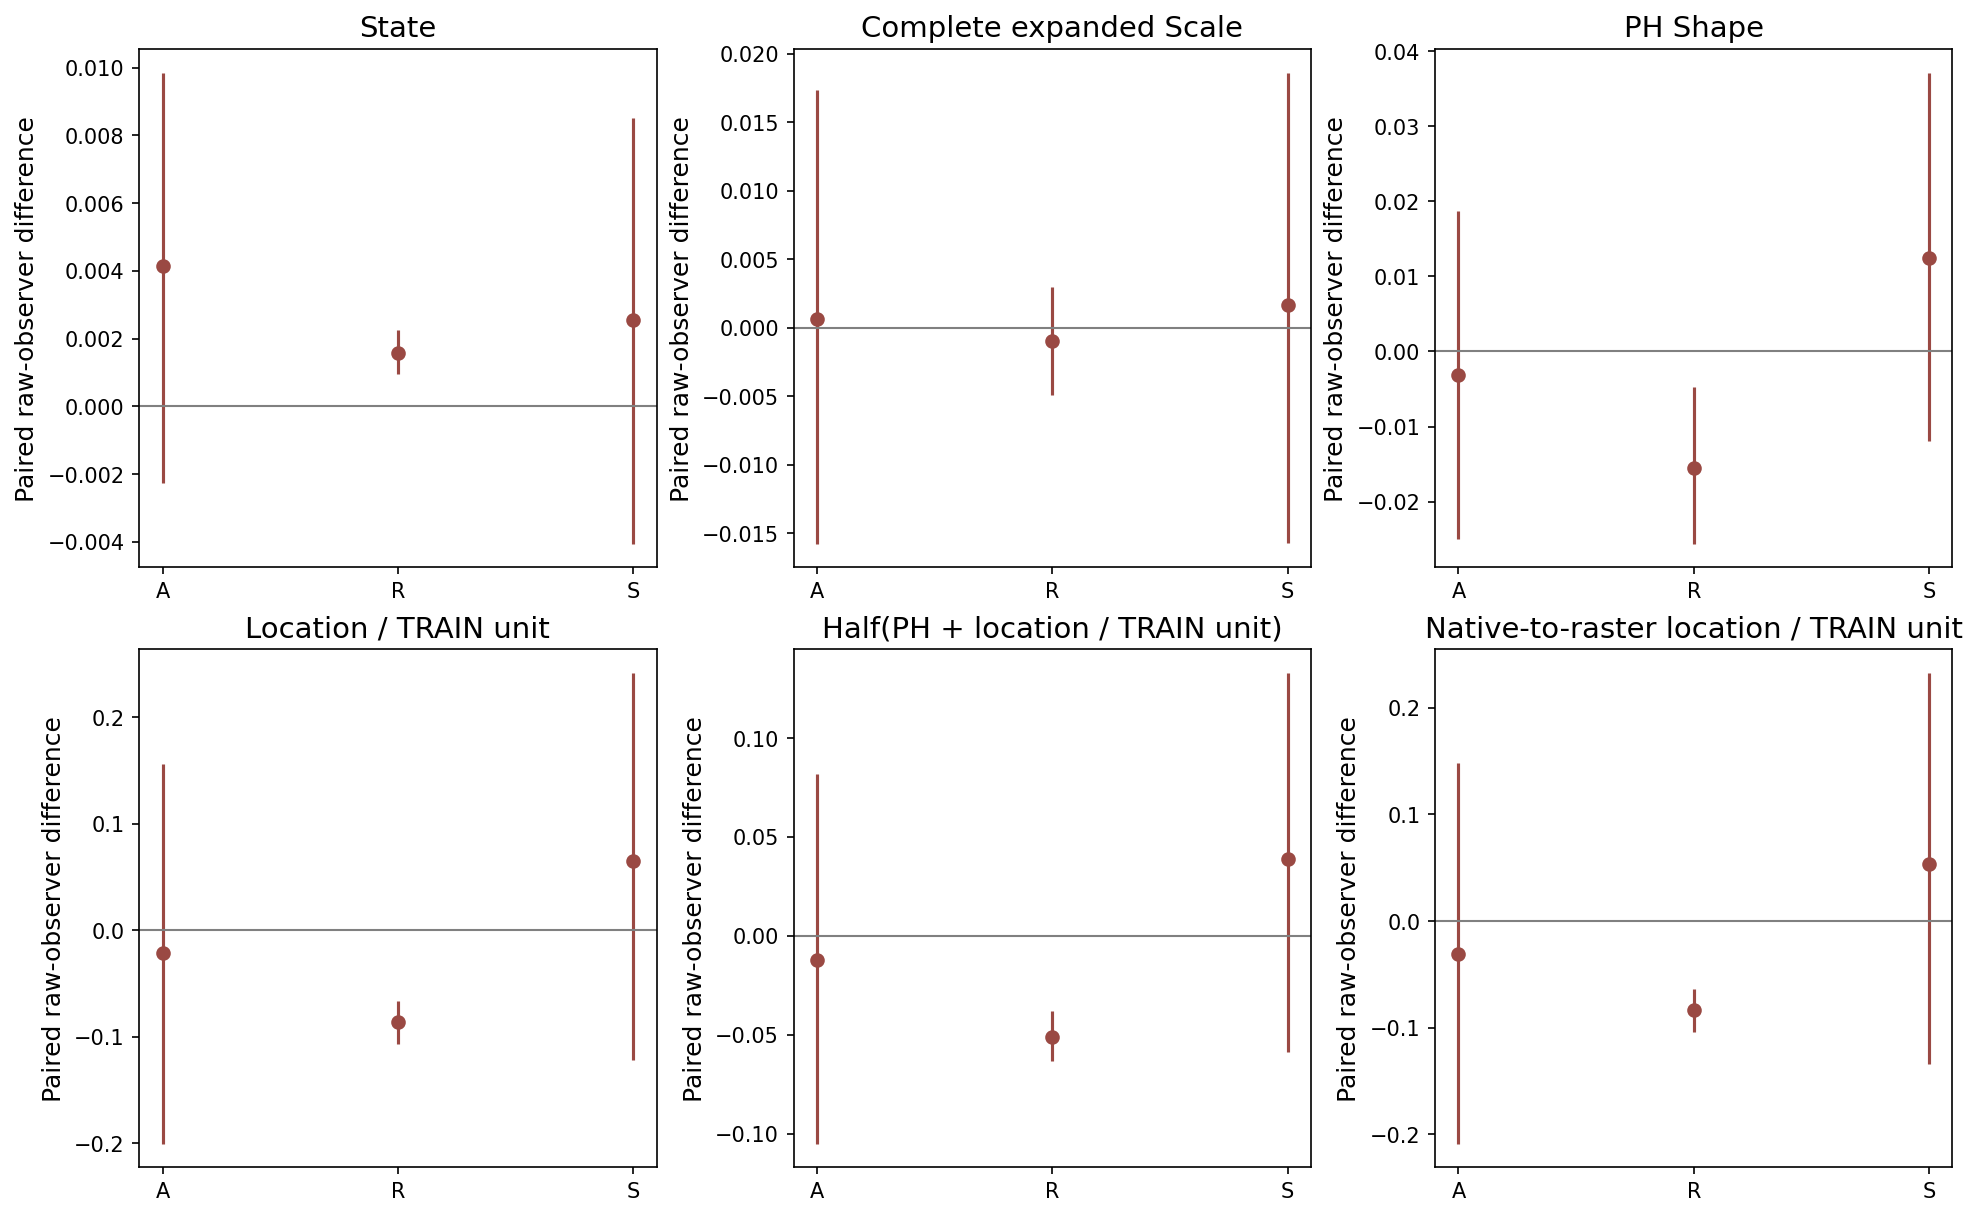 State
Paired raw-observer difference
0.010
0.008
0.006
0.004
0.002
0.000
−0.002
−0.004
A R S
Complete expanded Scale
Paired raw-observer difference
0.020
0.015
0.010
0.005
0.000
−0.005
−0.010
−0.015
A R S
PH Shape
Paired raw-observer difference
0.04
0.03
0.02
0.01
0.00
−0.01
−0.02
A R S
Location / TRAIN unit
Paired raw-observer difference
0.2
0.1
0.0
−0.1
−0.2
A R S
Half(PH + location / TRAIN unit)
Paired raw-observer difference
0.10
0.05
0.00
−0.05
−0.10
A R S
Native-to-raster location / TRAIN unit
Paired raw-observer difference
0.2
0.1
0.0
−0.1
−0.2
A R S